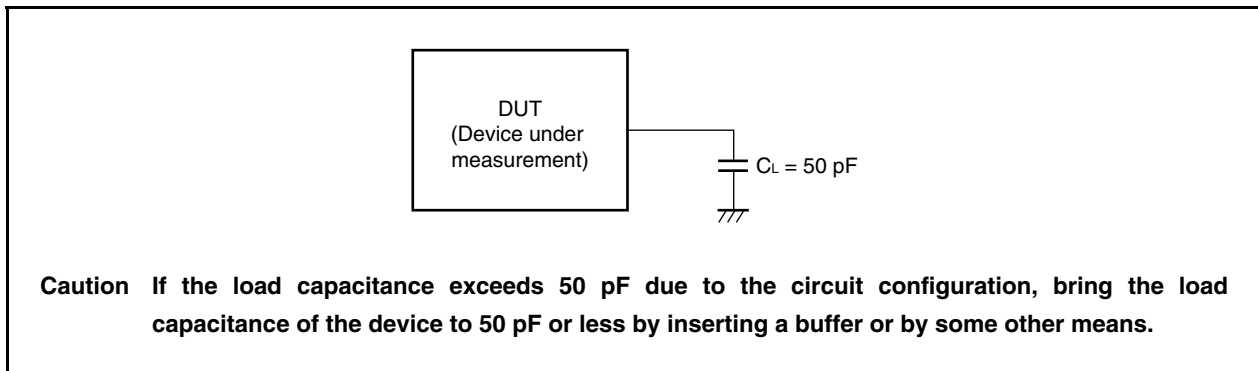 DUT
(Device under
measurement)
CL = 50 pF
Caution If the load capacitance exceeds 50 pF due to the circuit configuration, bring the load
capacitance of the device to 50 pF or less by inserting a buffer or by some other means.